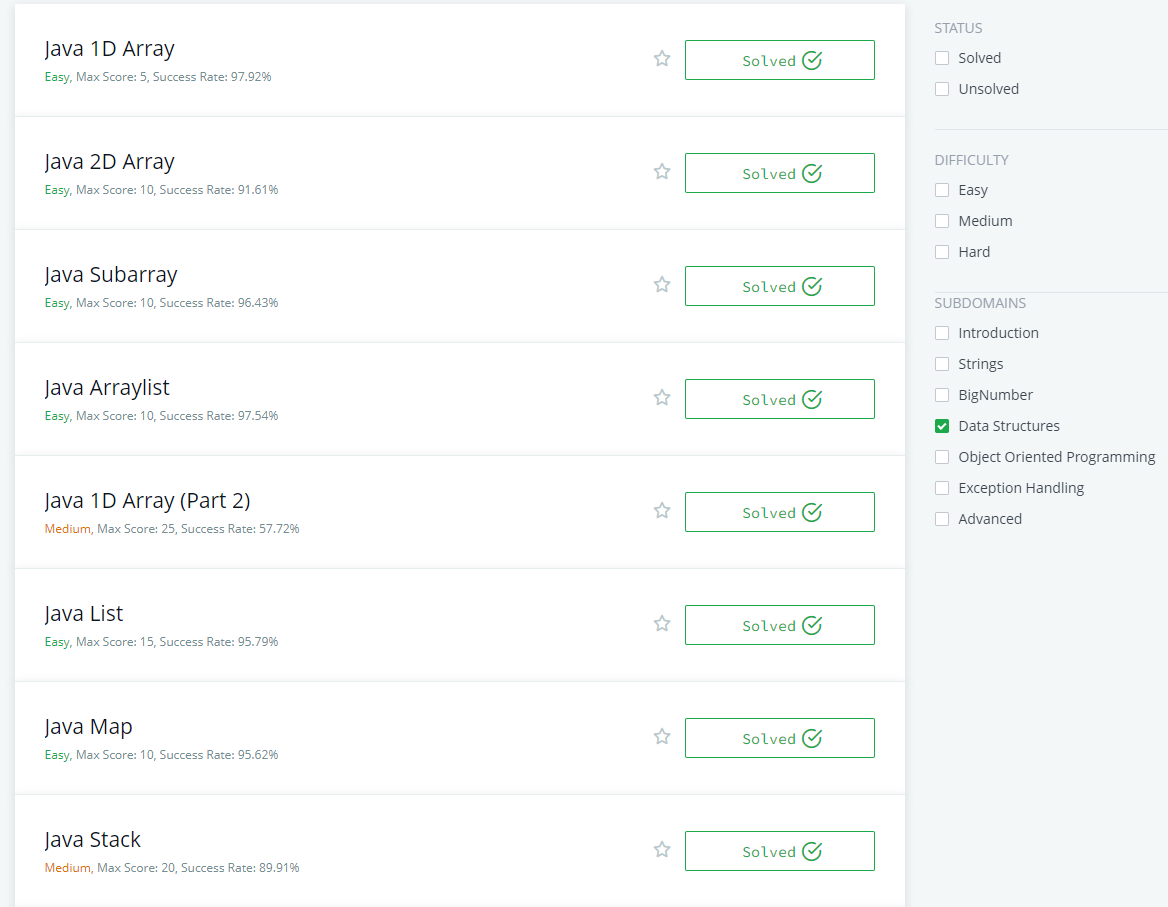 Java 1D Array
Easy, Max Score: 5, Success Rate: 97.92%
Solved
Java 2D Array
Easy, Max Score: 10, Success Rate: 91.61%
Solved
Java Subarray
Easy, Max Score: 10, Success Rate: 96.43%
Solved
Java Arraylist
Easy, Max Score: 10, Success Rate: 97.54%
Solved
Java 1D Array (Part 2)
Medium, Max Score: 25, Success Rate: 57.72%
Solved
Java List
Easy, Max Score: 15, Success Rate: 95.79%
Solved
Java Map
Easy, Max Score: 10, Success Rate: 95.62%
Solved
Java Stack
Medium, Max Score: 20, Success Rate: 89.91%
Solved
STATUS
Solved
Unsolved
DIFFICULTY
Easy
Medium
Hard
SUBDOMAINS
Introduction
Strings
BigNumber
Data Structures
Object Oriented Programming
Exception Handling
Advanced